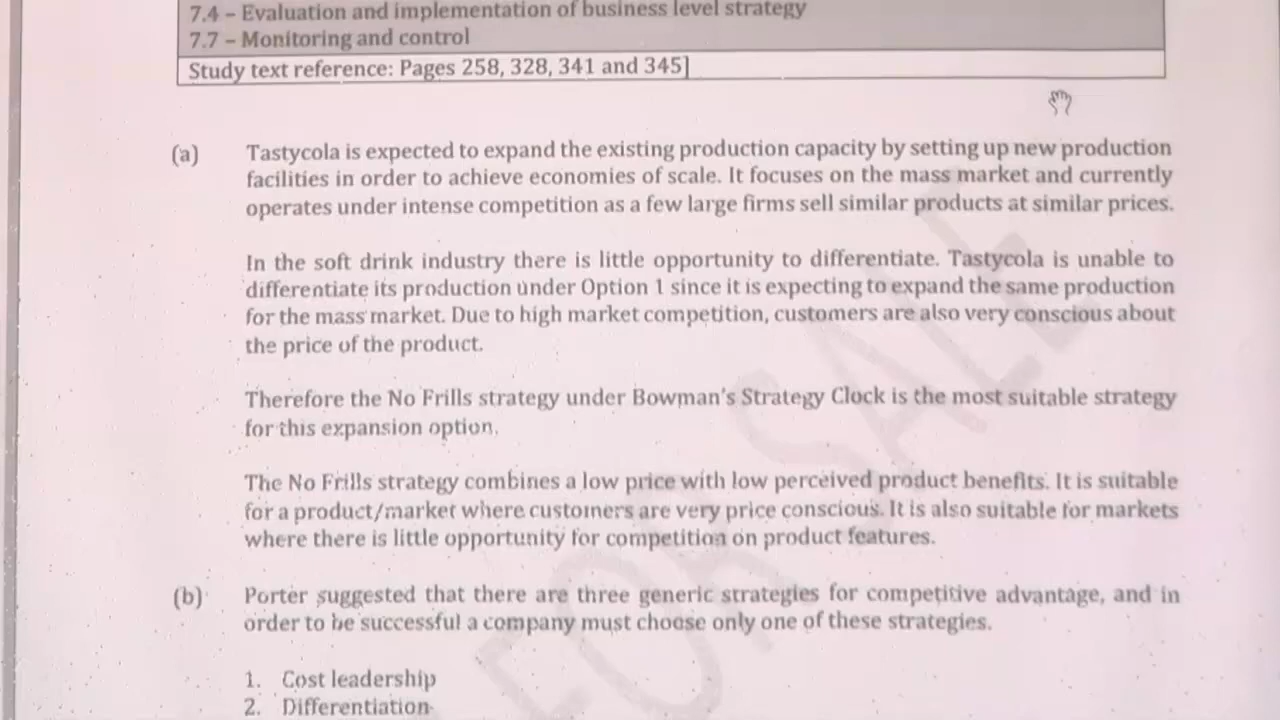 7.4 – Evaluation and implementation of business level strategy
7.7 – Monitoring and control
Study text reference: Pages 258, 328, 341 and 345]
(a) Tastycola is expected to expand the existing production capacity by setting up new production
facilities in order to achieve economies of scale. It focuses on the mass market and currently
operates under intense competition as a few large firms sell similar products at similar prices.
In the soft drink industry there is little opportunity to differentiate. Tastycola is unable to
differentiate its production under Option 1 since it is expecting to expand the same production
for the mass market. Due to high market competition, customers are also very conscious about
the price of the product.
Therefore the No Frills strategy under Bowman's Strategy Clock is the most suitable strategy
for this expansion option.
The No Frills strategy combines a low price with low perceived product benefits. It is suitable
for a product/market where customers are very price conscious. It is also suitable for markets
where there is little opportunity for competition on product features.
(b) Porter suggested that there are three generic strategies for competitive advantage, and in
order to be successful a company must choose only one of these strategies.
1. Cost leadership
2. Differentiation
FOR SALE